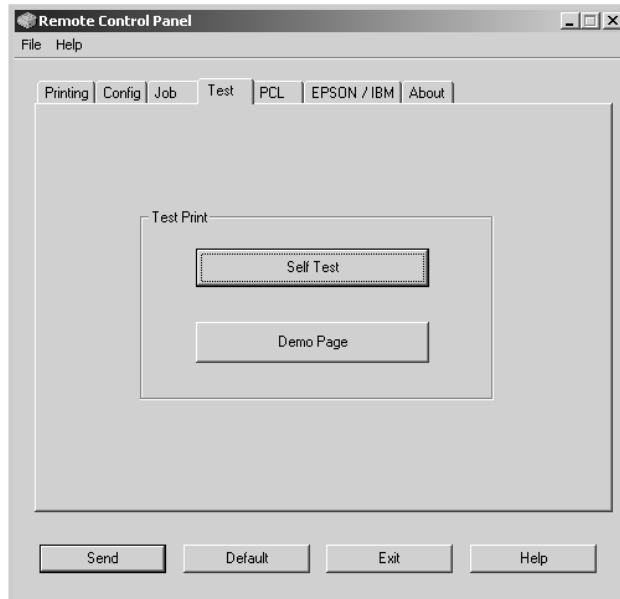 Remote Control Panel
File Help
Printing Config Job Test PCL EPSON / IBM About
Test Print
Self Test
Demo Page
Send Default Exit Help